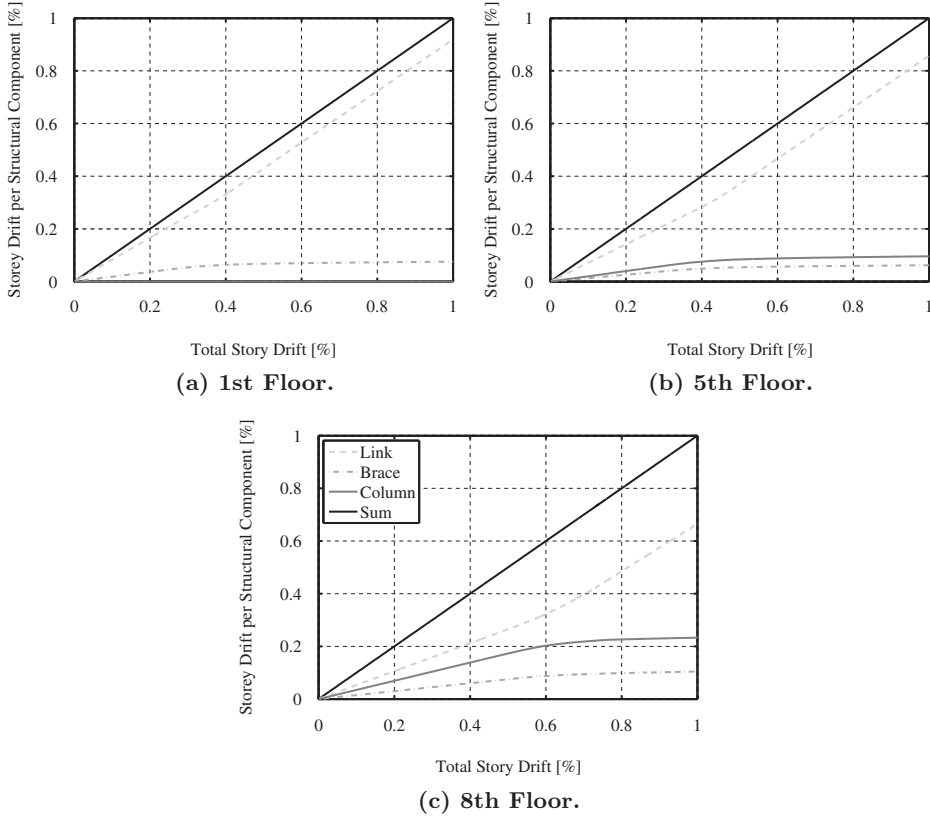 Storey Drift per Structural Component [%]
1
0.8
0.6
0.4
0.2
0
0
0.2
0.4
0.6
0.8
1
Total Story Drift [%]
(a) 1st Floor.
Storey Drift per Structural Component [%]
1
0.8
0.6
0.4
0.2
0
0
0.2
0.4
0.6
0.8
1
Total Story Drift [%]
(b) 5th Floor.
Storey Drift per Structural Component [%]
1
0.8
0.6
0.4
0.2
0
Link
Brace
Column
Sum
0
0.2
0.4
0.6
0.8
1
Total Story Drift [%]
(c) 8th Floor.